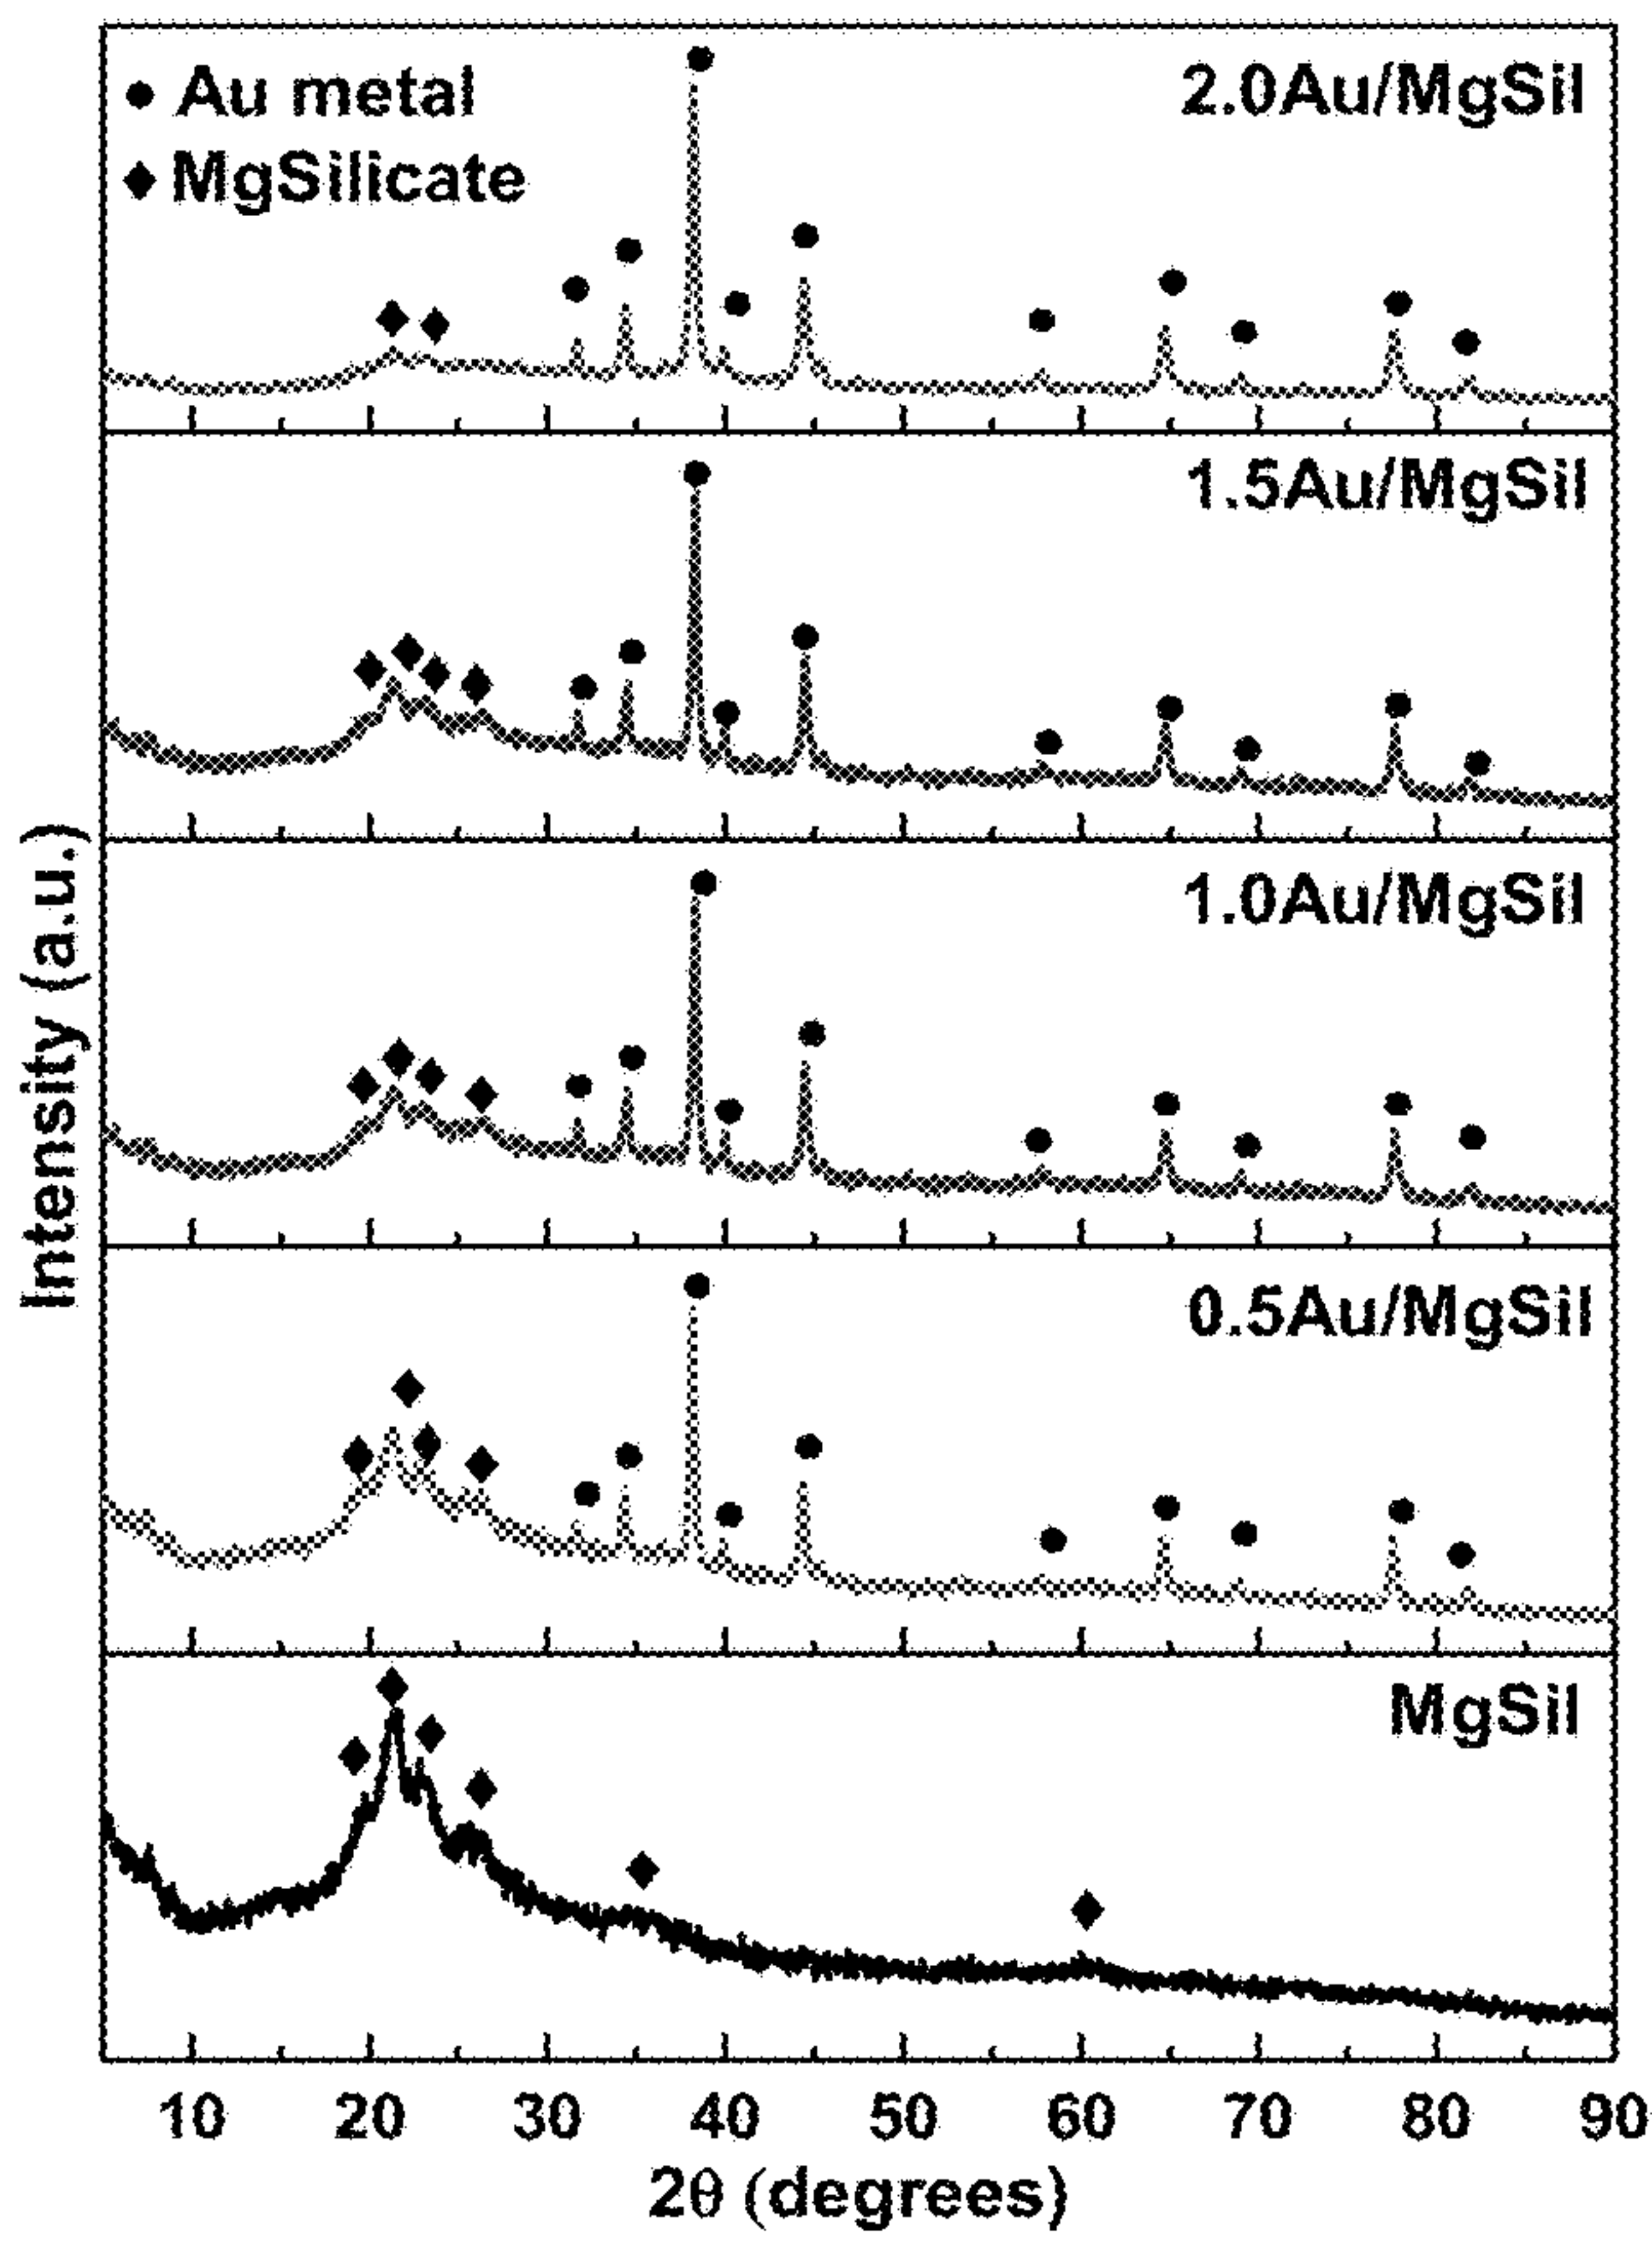 ● Au metal
◆ MgSilicate
2.0Au/MgSil
1.5Au/MgSil
1.0Au/MgSil
0.5Au/MgSil
MgSil
Intensity (a.u.)
10 20 30 40 50 60 70 80 90
2θ (degrees)